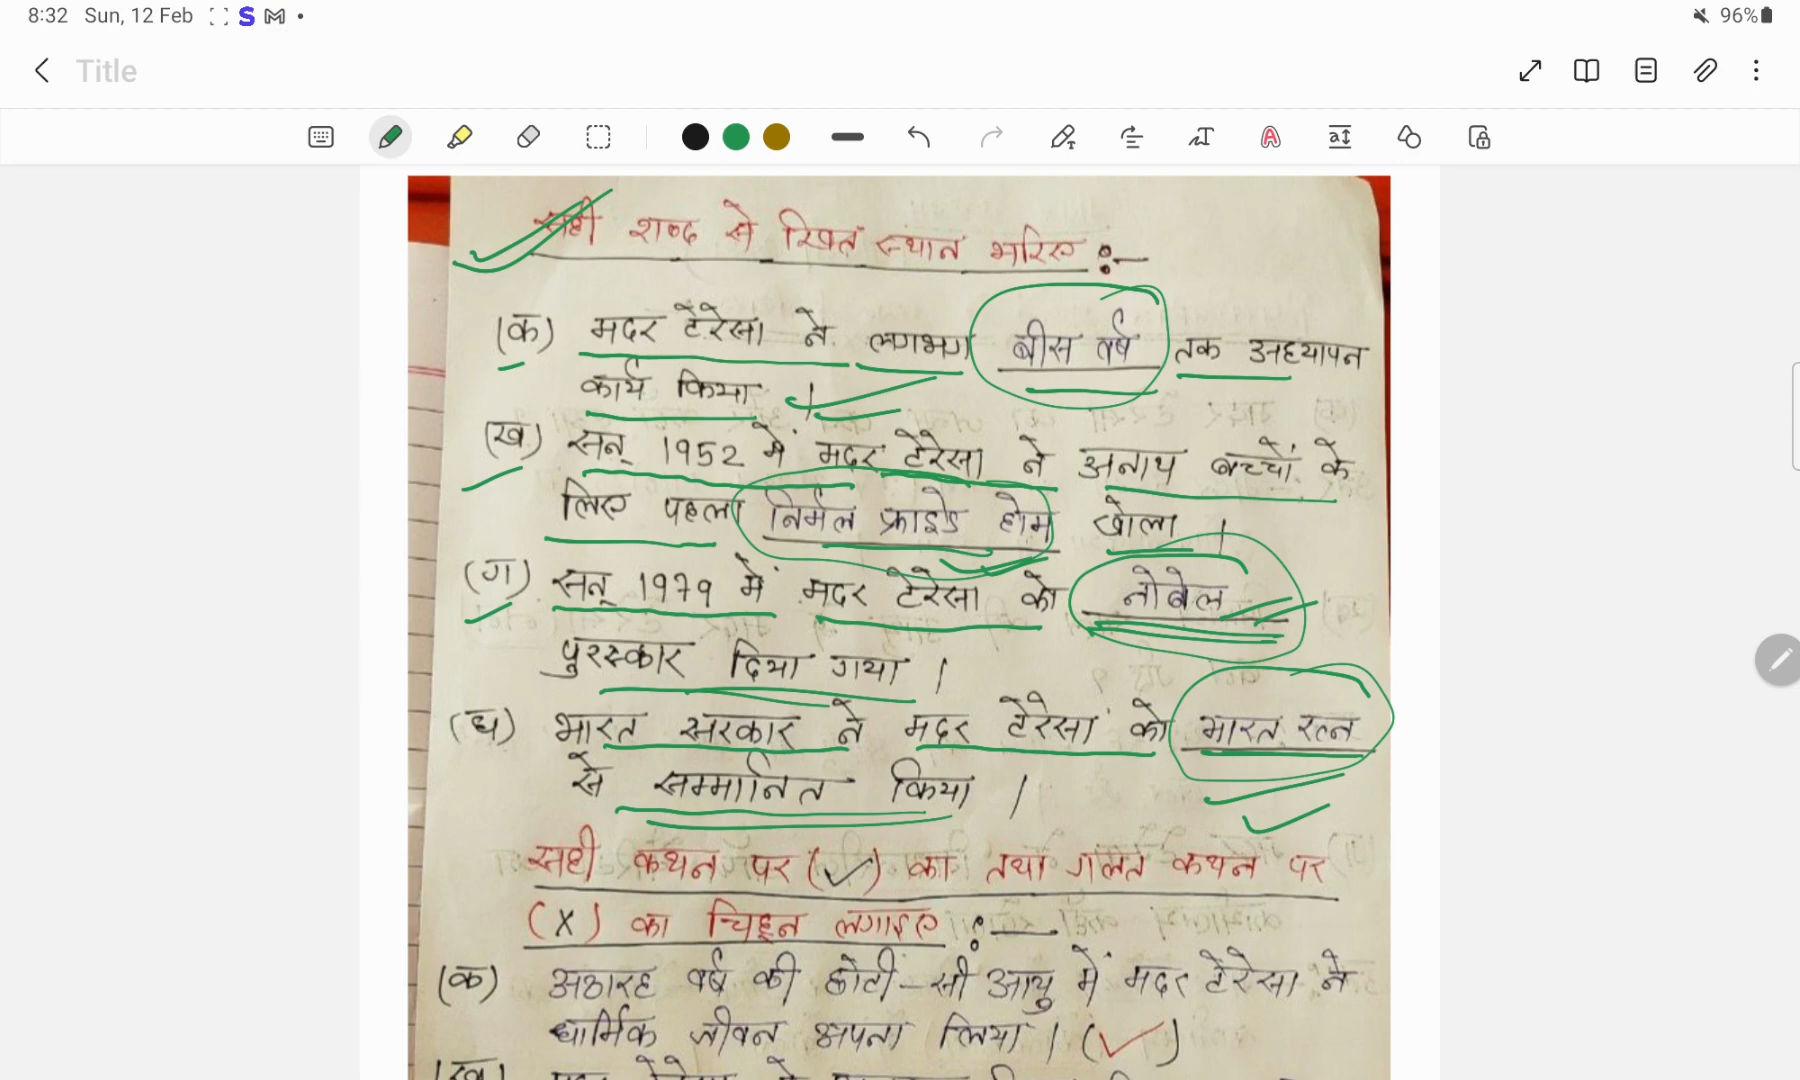 8:32 Sun, 12 Feb
96%
Title
सही शब्द से रिक्त स्थान भरिए :-
(क) मदर टेरेसा ने लगभग बीस वर्ष तक अध्यापन
कार्य किया ।
(ख) सन् 1952 में मदर टेरेसा ने अनाथ बच्चों के
लिए पहला निर्मल फ्राइडे होम खोला ।
(ग) सन् 1979 में मदर टेरेसा को नोबेल
पुरस्कार दिया गया ।
(घ) भारत सरकार ने मदर टेरेसा को भारत रत्न
से सम्मानित किया ।
सही कथन पर (✓) का तथा गलत कथन पर
(X) का चिह्न लगाइए :-
(क) अठारह वर्ष की छोटी-सी आयु में मदर टेरेसा ने
धार्मिक जीवन अपना लिया । (✓)
(ख)